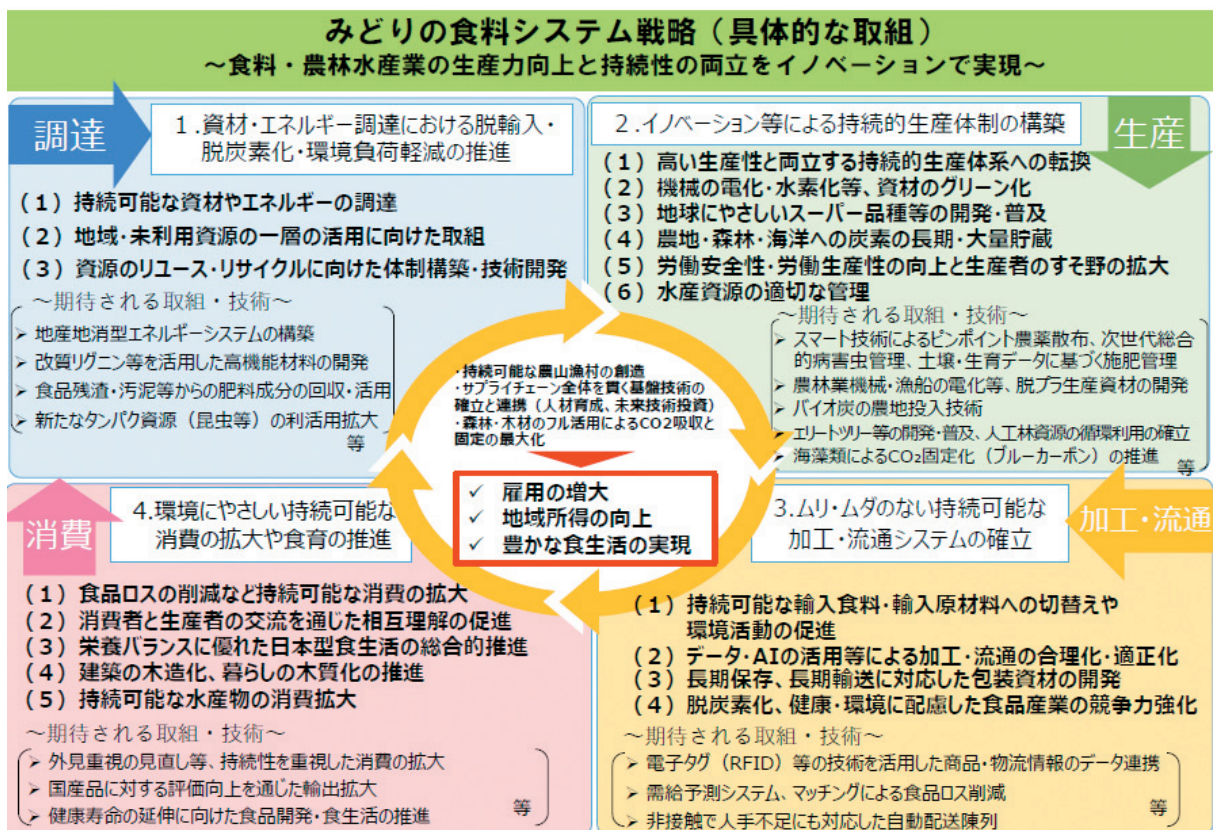 みどりの食料システム戦略（具体的な取組）
～食料・農林水産業の生産力向上と持続性の両立をイノベーションで実現～
調達
1.資材・エネルギー調達における脱輸入・
脱炭素化・環境負荷軽減の推進
（1）持続可能な資材やエネルギーの調達
（2）地域・未利用資源の一層の活用に向けた取組
（3）資源のリユース・リサイクルに向けた体制構築・技術開発
～期待される取組・技術～
➢ 地産地消型エネルギーシステムの構築
➢ 改質リグニン等を活用した高機能材料の開発
➢ 食品残渣・汚泥等からの肥料成分の回収・活用
➢ 新たなタンパク資源（昆虫等）の利活用拡大
等
2.イノベーション等による持続的生産体制の構築
生産
（1）高い生産性と両立する持続的生産体系への転換
（2）機械の電化・水素化等、資材のグリーン化
（3）地球にやさしいスーパー品種等の開発・普及
（4）農地・森林・海洋への炭素の長期・大量貯蔵
（5）労働安全性・労働生産性の向上と生産者のすそ野の拡大
（6）水産資源の適切な管理
～期待される取組・技術～
➢ スマート技術によるピンポイント農薬散布、次世代総合
的病害虫管理、土壌・生育データに基づく施肥管理
➢ 農林業機械・漁船の電化等、脱プラ生産資材の開発
➢ バイオ炭の農地投入技術
➢ エリートツリー等の開発・普及、人工林資源の循環利用の確立
➢ 海藻類によるCO₂固定化（ブルーカーボン）の推進
等
・持続可能な農山漁村の創造
・サプライチェーン全体を貫く基盤技術の
確立と連携（人材育成、未来技術投資）
・森林・木材のフル活用によるCO2吸収と
固定の最大化
✓ 雇用の増大
✓ 地域所得の向上
✓ 豊かな食生活の実現
消費
4.環境にやさしい持続可能な
消費の拡大や食育の推進
（1）食品ロスの削減など持続可能な消費の拡大
（2）消費者と生産者の交流を通じた相互理解の促進
（3）栄養バランスに優れた日本型食生活の総合的推進
（4）建築の木造化、暮らしの木質化の推進
（5）持続可能な水産物の消費拡大
～期待される取組・技術～
➢ 外見重視の見直し等、持続性を重視した消費の拡大
➢ 国産品に対する評価向上を通じた輸出拡大
➢ 健康寿命の延伸に向けた食品開発・食生活の推進
等
3.ムリ・ムダのない持続可能な
加工・流通システムの確立
加工・流通
（1）持続可能な輸入食料・輸入原材料への切替えや
環境活動の促進
（2）データ・AIの活用等による加工・流通の合理化・適正化
（3）長期保存、長期輸送に対応した包装資材の開発
（4）脱炭素化、健康・環境に配慮した食品産業の競争力強化
～期待される取組・技術～
➢ 電子タグ（RFID）等の技術を活用した商品・物流情報のデータ連携
➢ 需給予測システム、マッチングによる食品ロス削減
➢ 非接触で人手不足にも対応した自動配送陳列
等